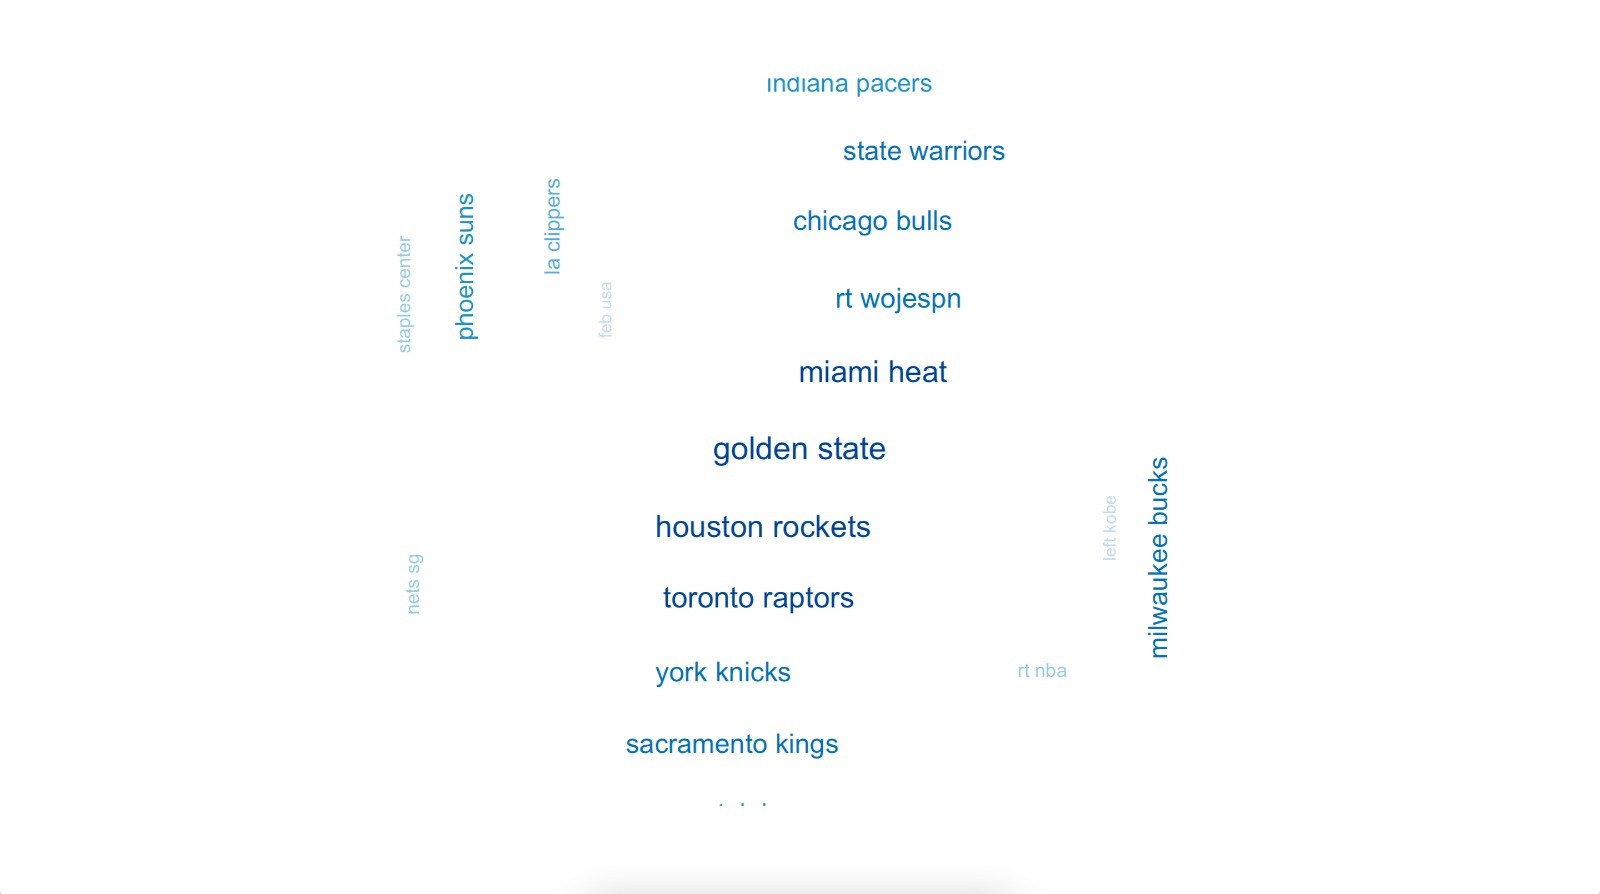 indiana pacers
state warriors
la clippers
phoenix suns
chicago bulls
staples center
feb usa
rt wojespn
miami heat
golden state
milwaukee bucks
left kobe
houston rockets
nets sg
toronto raptors
york knicks
rt nba
sacramento kings